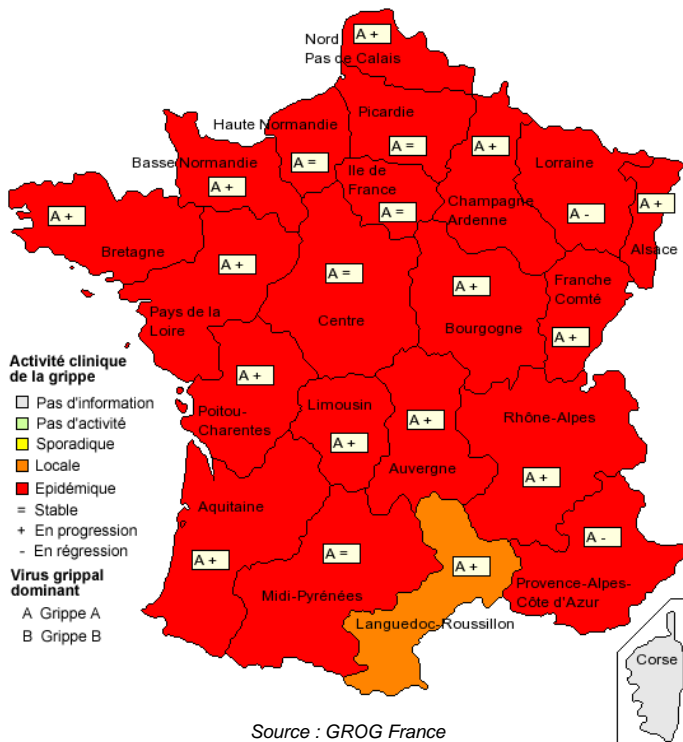 A +
Nord
Pas de Calais
Picardie
Haute Normandie
A +
A =
A =
Basse Normandie
Lorraine
Ile de
France
A +
Champagne
Ardenne
A +
A +
A =
A -
Bretagne
Alsace
A +
A =
A +
Franche
Comté
Pays de la
Loire
Centre
Bourgogne
A +
Activité clinique
de la grippe
Pas d'information
Pas d'activité
Sporadique
Locale
Epidémique
= Stable
+ En progression
- En régression
Virus grippal
dominant
A Grippe A
B Grippe B
A +
Poitou-
Charentes
Limousin
A +
A +
Auvergne
Rhône-Alpes
A +
Aquitaine
A +
A =
Midi-Pyrénées
A +
A -
Provence-Alpes-
Côte d'Azur
Languedoc-Roussillon
Corse
Source : GROG France